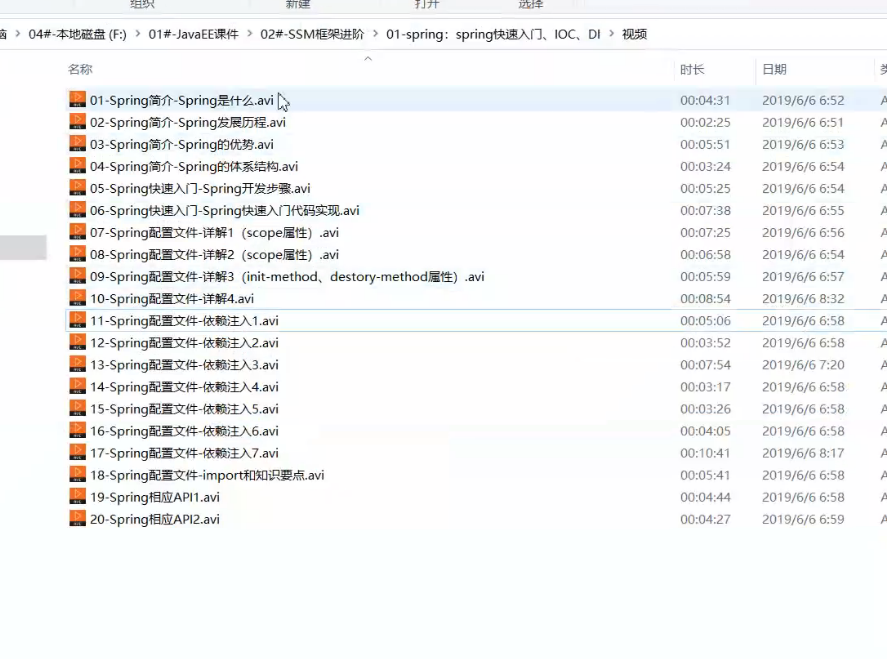 组织 新建 打开 选择
04#-本地磁盘 (F:) › 01#-JavaEE课件 › 02#-SSM框架进阶 › 01-spring：spring快速入门、IOC、DI › 视频
名称 时长 日期
01-Spring简介-Spring是什么.avi 00:04:31 2019/6/6 6:52 A
02-Spring简介-Spring发展历程.avi 00:02:25 2019/6/6 6:51 A
03-Spring简介-Spring的优势.avi 00:05:51 2019/6/6 6:53 A
04-Spring简介-Spring的体系结构.avi 00:03:24 2019/6/6 6:54 A
05-Spring快速入门-Spring开发步骤.avi 00:05:25 2019/6/6 6:54 A
06-Spring快速入门-Spring快速入门代码实现.avi 00:07:38 2019/6/6 6:55 A
07-Spring配置文件-详解1（scope属性）.avi 00:07:25 2019/6/6 6:56 A
08-Spring配置文件-详解2（scope属性）.avi 00:06:58 2019/6/6 6:54 A
09-Spring配置文件-详解3（init-method、destory-method属性）.avi 00:05:59 2019/6/6 6:57 A
10-Spring配置文件-详解4.avi 00:08:54 2019/6/6 8:32 A
11-Spring配置文件-依赖注入1.avi 00:05:06 2019/6/6 6:58 A
12-Spring配置文件-依赖注入2.avi 00:03:52 2019/6/6 6:58 A
13-Spring配置文件-依赖注入3.avi 00:07:54 2019/6/6 7:20 A
14-Spring配置文件-依赖注入4.avi 00:03:17 2019/6/6 6:58 A
15-Spring配置文件-依赖注入5.avi 00:03:26 2019/6/6 6:58 A
16-Spring配置文件-依赖注入6.avi 00:04:05 2019/6/6 6:58 A
17-Spring配置文件-依赖注入7.avi 00:10:41 2019/6/6 8:17 A
18-Spring配置文件-import和知识要点.avi 00:05:41 2019/6/6 6:58 A
19-Spring相应API1.avi 00:04:44 2019/6/6 6:58 A
20-Spring相应API2.avi 00:04:27 2019/6/6 6:59 A